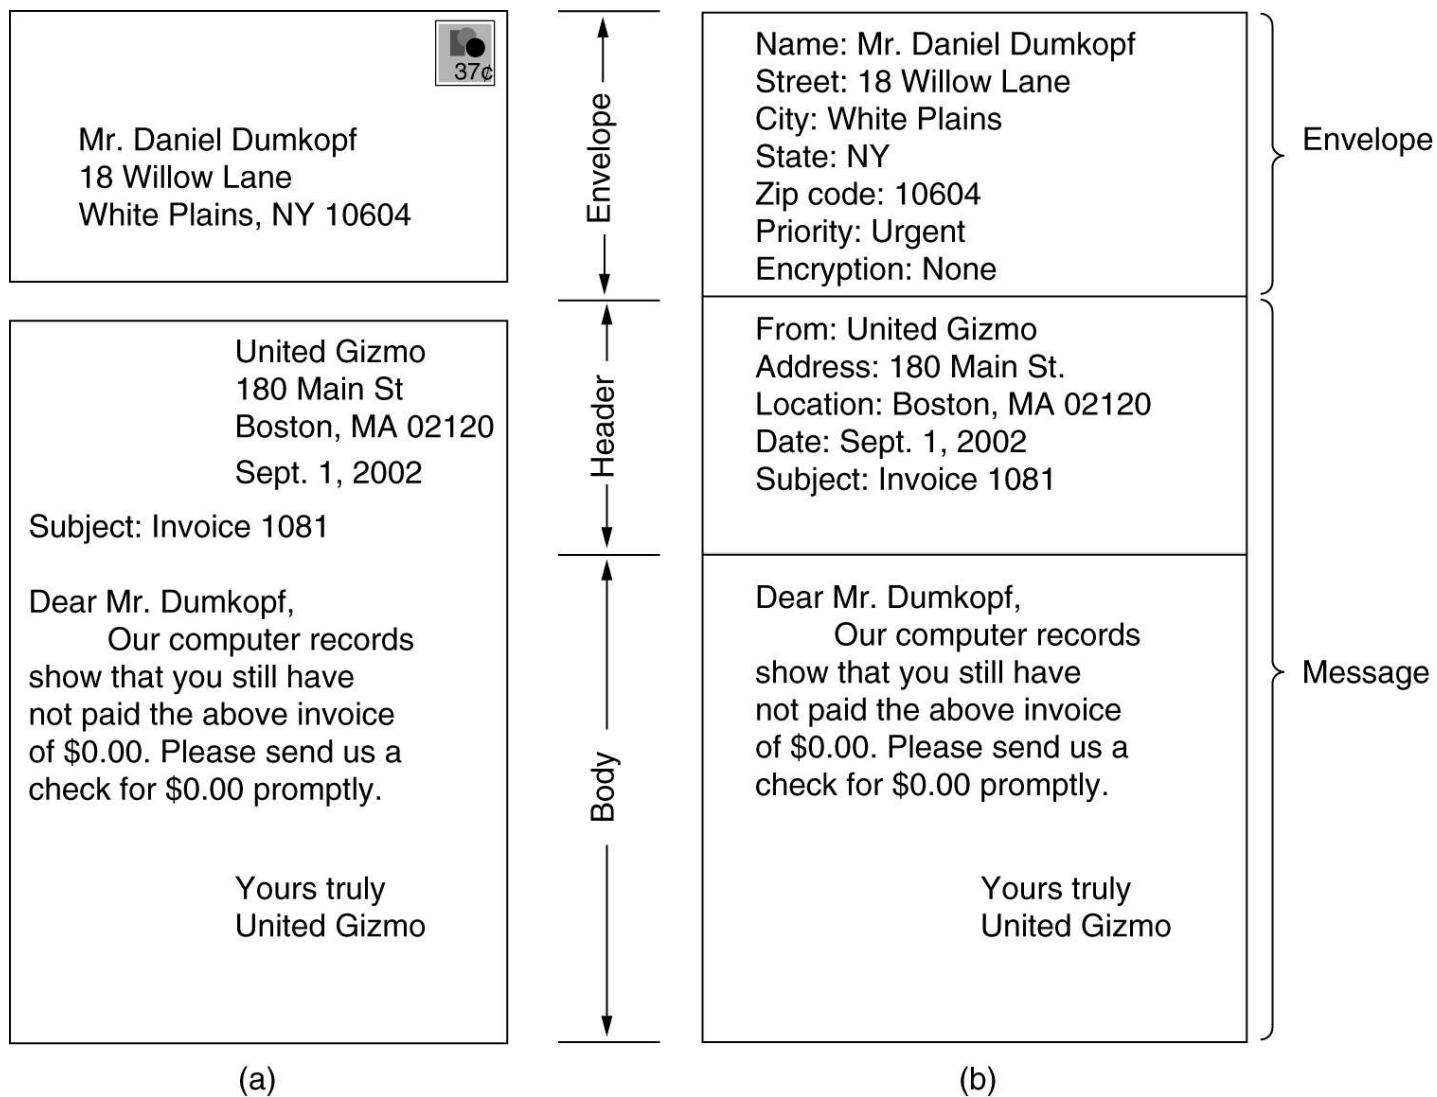 37¢
Mr. Daniel Dumkopf
18 Willow Lane
White Plains, NY 10604
United Gizmo
180 Main St
Boston, MA 02120
Sept. 1, 2002
Subject: Invoice 1081
Dear Mr. Dumkopf,
Our computer records
show that you still have
not paid the above invoice
of $0.00. Please send us a
check for $0.00 promptly.
Yours truly
United Gizmo
(a)
Envelope
Header
Body
Name: Mr. Daniel Dumkopf
Street: 18 Willow Lane
City: White Plains
State: NY
Zip code: 10604
Priority: Urgent
Encryption: None
From: United Gizmo
Address: 180 Main St.
Location: Boston, MA 02120
Date: Sept. 1, 2002
Subject: Invoice 1081
Dear Mr. Dumkopf,
Our computer records
show that you still have
not paid the above invoice
of $0.00. Please send us a
check for $0.00 promptly.
Yours truly
United Gizmo
(b)
Envelope
Message